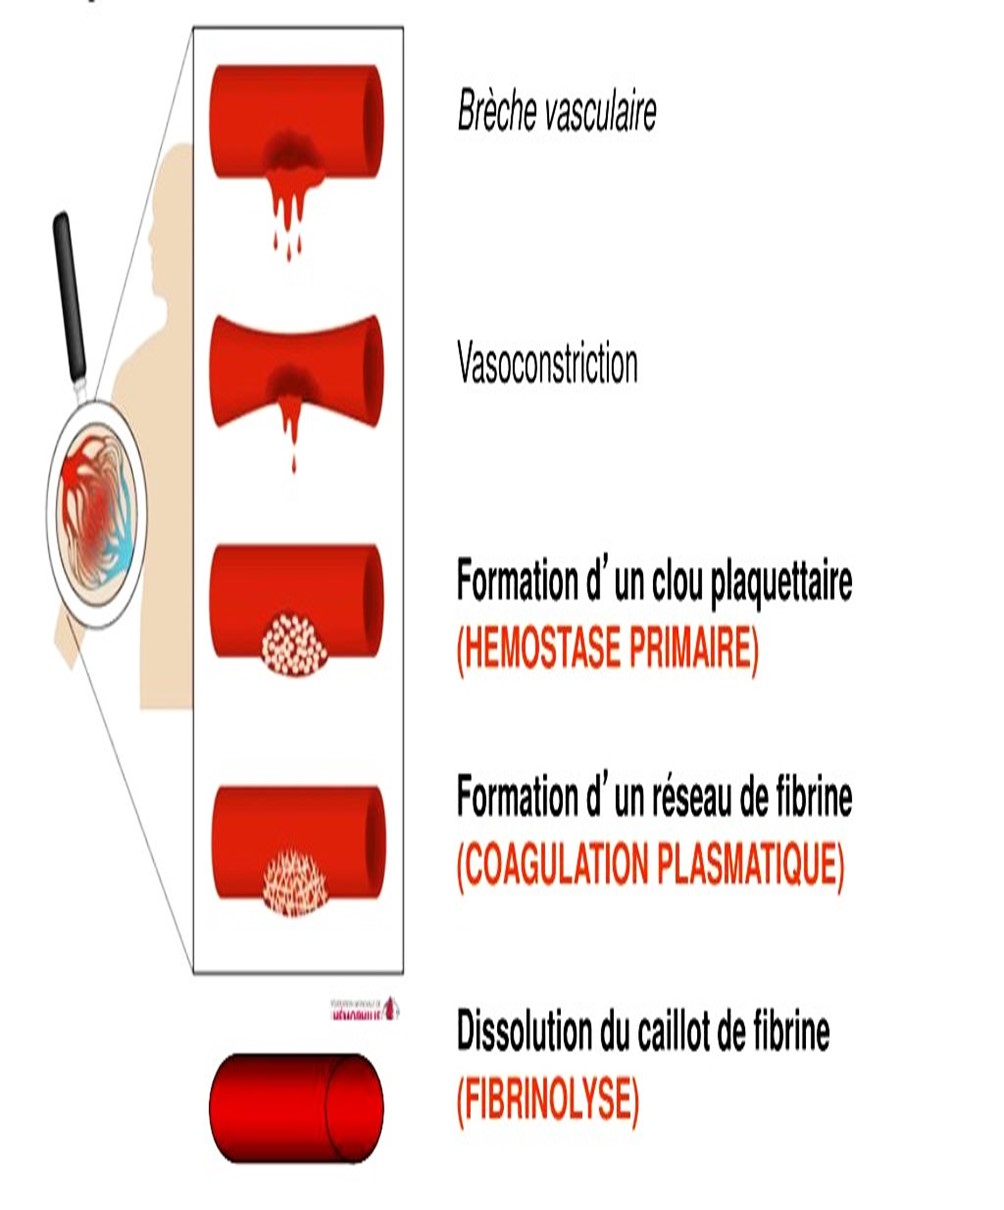 Brèche vasculaire
Vasoconstriction
Formation d’ un clou plaquettaire
(HEMOSTASE PRIMAIRE)
Formation d’ un réseau de fibrine
(COAGULATION PLASMATIQUE)
Dissolution du caillot de fibrine
(FIBRINOLYSE)